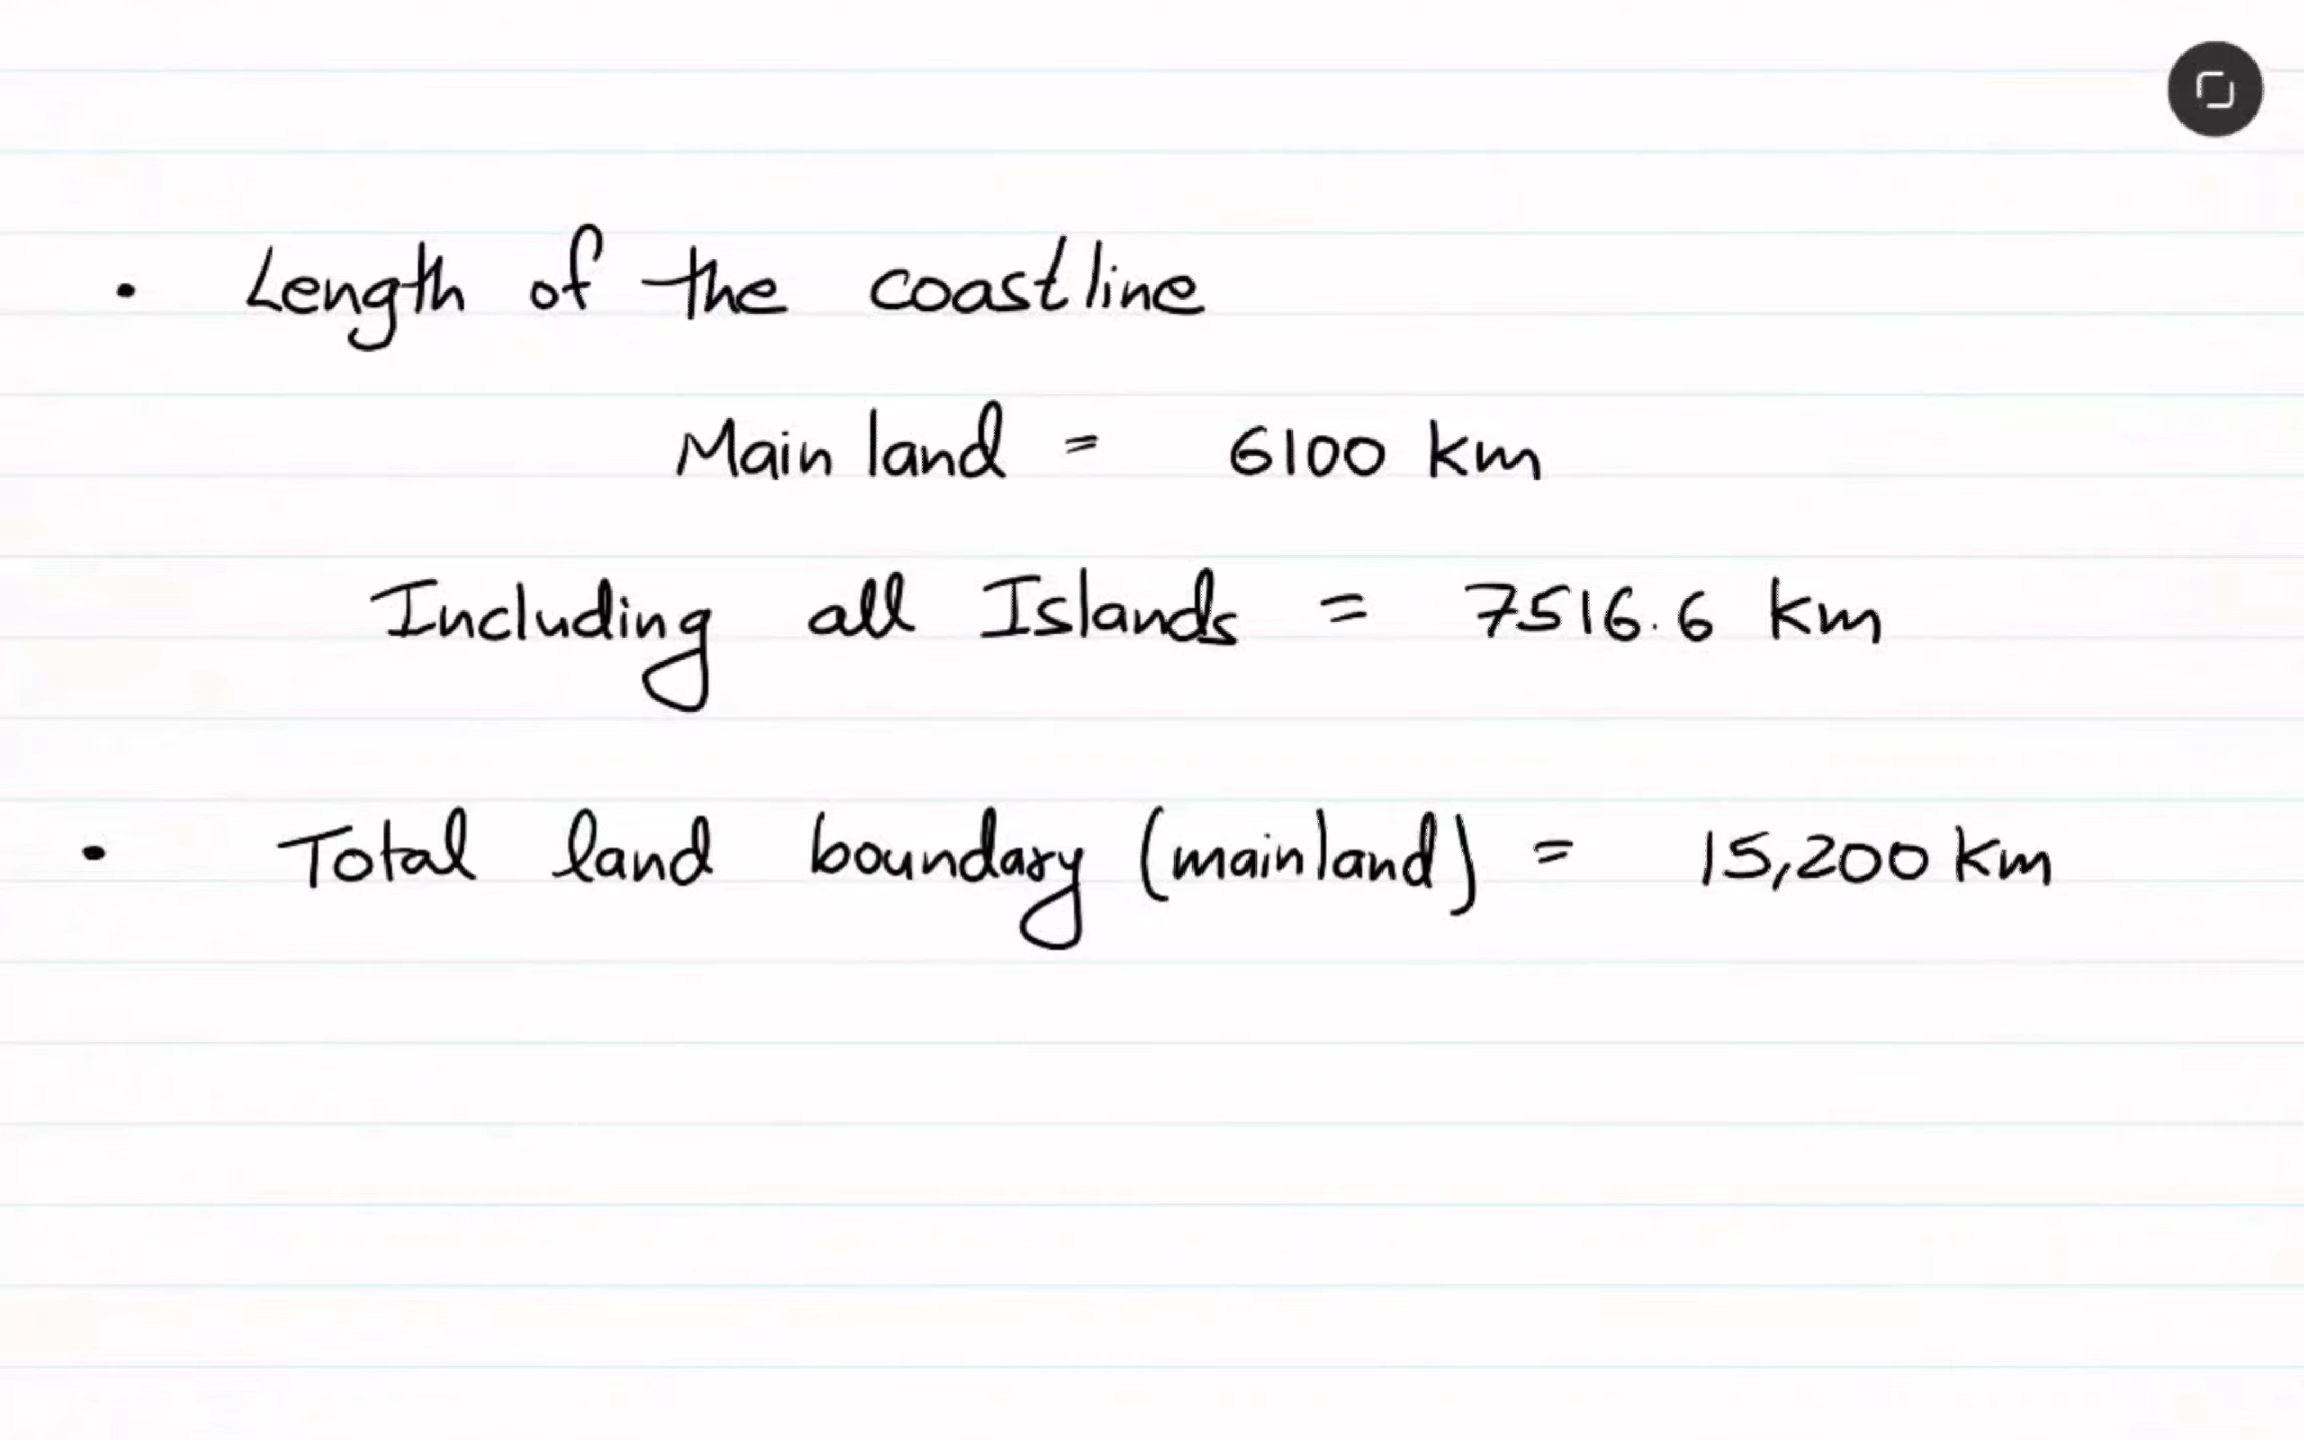 • Length of the coastline
Main land = 6100 km
Including all Islands = 7516.6 km
• Total land boundary (mainland) = 15,200 km